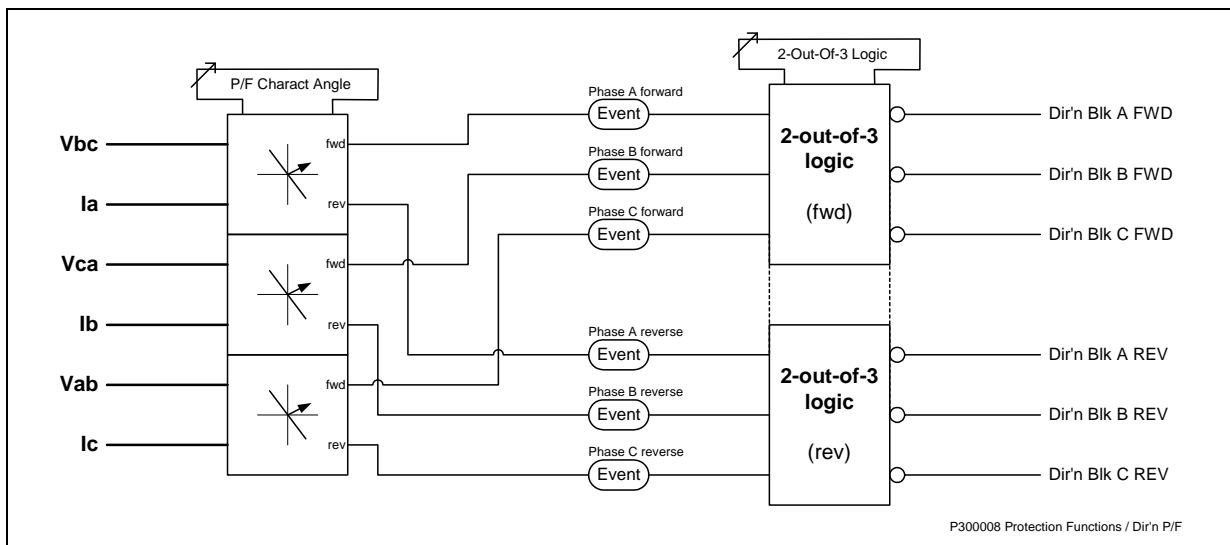 P/F Charact Angle
2-Out-Of-3 Logic
Vbc
Ia
Vca
Ib
Vab
Ic
fwd
rev
fwd
rev
fwd
rev
Phase A forward
Event
Phase B forward
Event
Phase C forward
Event
Phase A reverse
Event
Phase B reverse
Event
Phase C reverse
Event
2-out-of-3
logic
(fwd)
2-out-of-3
logic
(rev)
Dir'n Blk A FWD
Dir'n Blk B FWD
Dir'n Blk C FWD
Dir'n Blk A REV
Dir'n Blk B REV
Dir'n Blk C REV
P300008 Protection Functions / Dir'n P/F